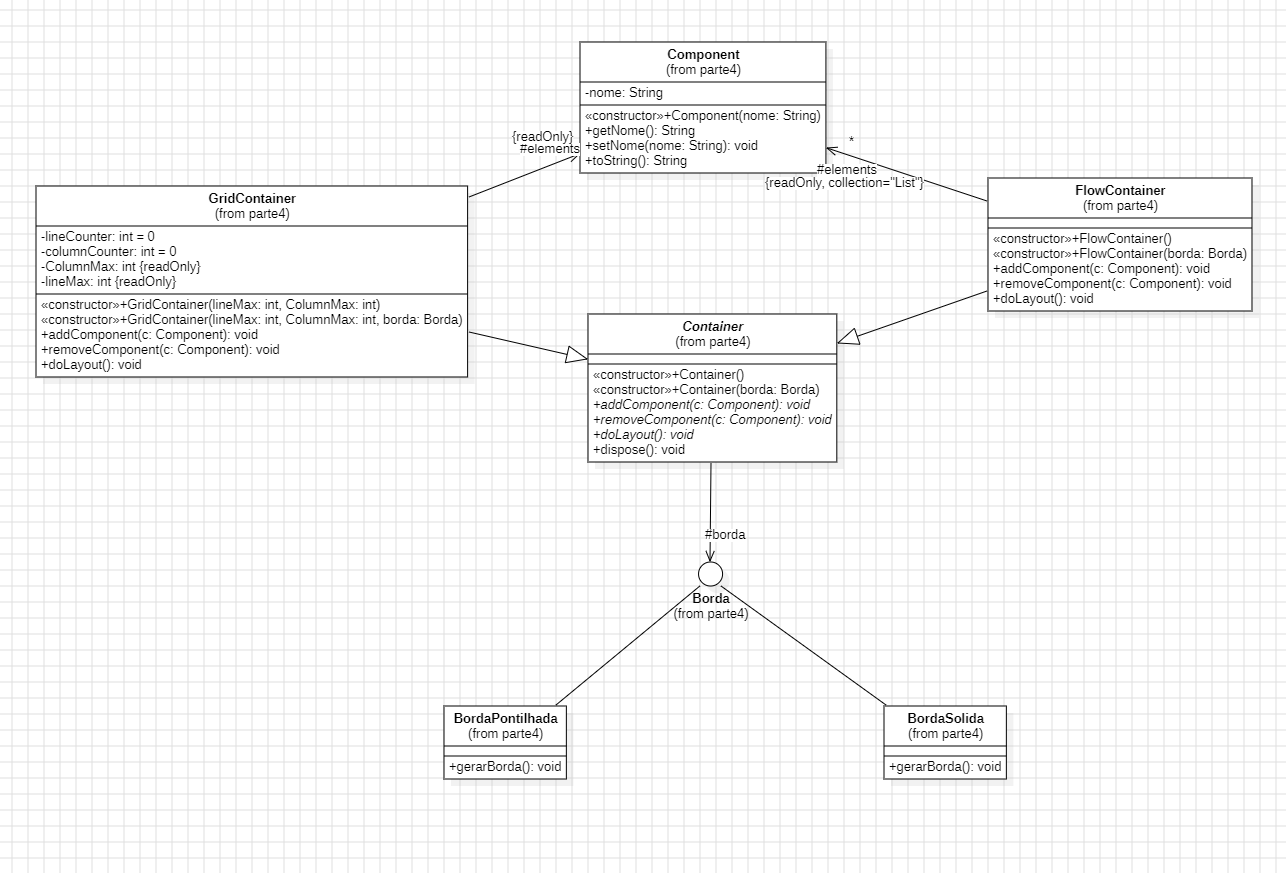 Component
(from parte4)
-nome: String
«constructor»+Component(nome: String)
+getNome(): String
+setNome(nome: String): void
+toString(): String
{readOnly}
#elements
*
#elements
{readOnly, collection="List"}
GridContainer
(from parte4)
-lineCounter: int = 0
-columnCounter: int = 0
-ColumnMax: int {readOnly}
-lineMax: int {readOnly}
«constructor»+GridContainer(lineMax: int, ColumnMax: int)
«constructor»+GridContainer(lineMax: int, ColumnMax: int, borda: Borda)
+addComponent(c: Component): void
+removeComponent(c: Component): void
+doLayout(): void
FlowContainer
(from parte4)
«constructor»+FlowContainer()
«constructor»+FlowContainer(borda: Borda)
+addComponent(c: Component): void
+removeComponent(c: Component): void
+doLayout(): void
Container
(from parte4)
«constructor»+Container()
«constructor»+Container(borda: Borda)
+addComponent(c: Component): void
+removeComponent(c: Component): void
+doLayout(): void
+dispose(): void
#borda
Borda
(from parte4)
BordaPontilhada
(from parte4)
+gerarBorda(): void
BordaSolida
(from parte4)
+gerarBorda(): void